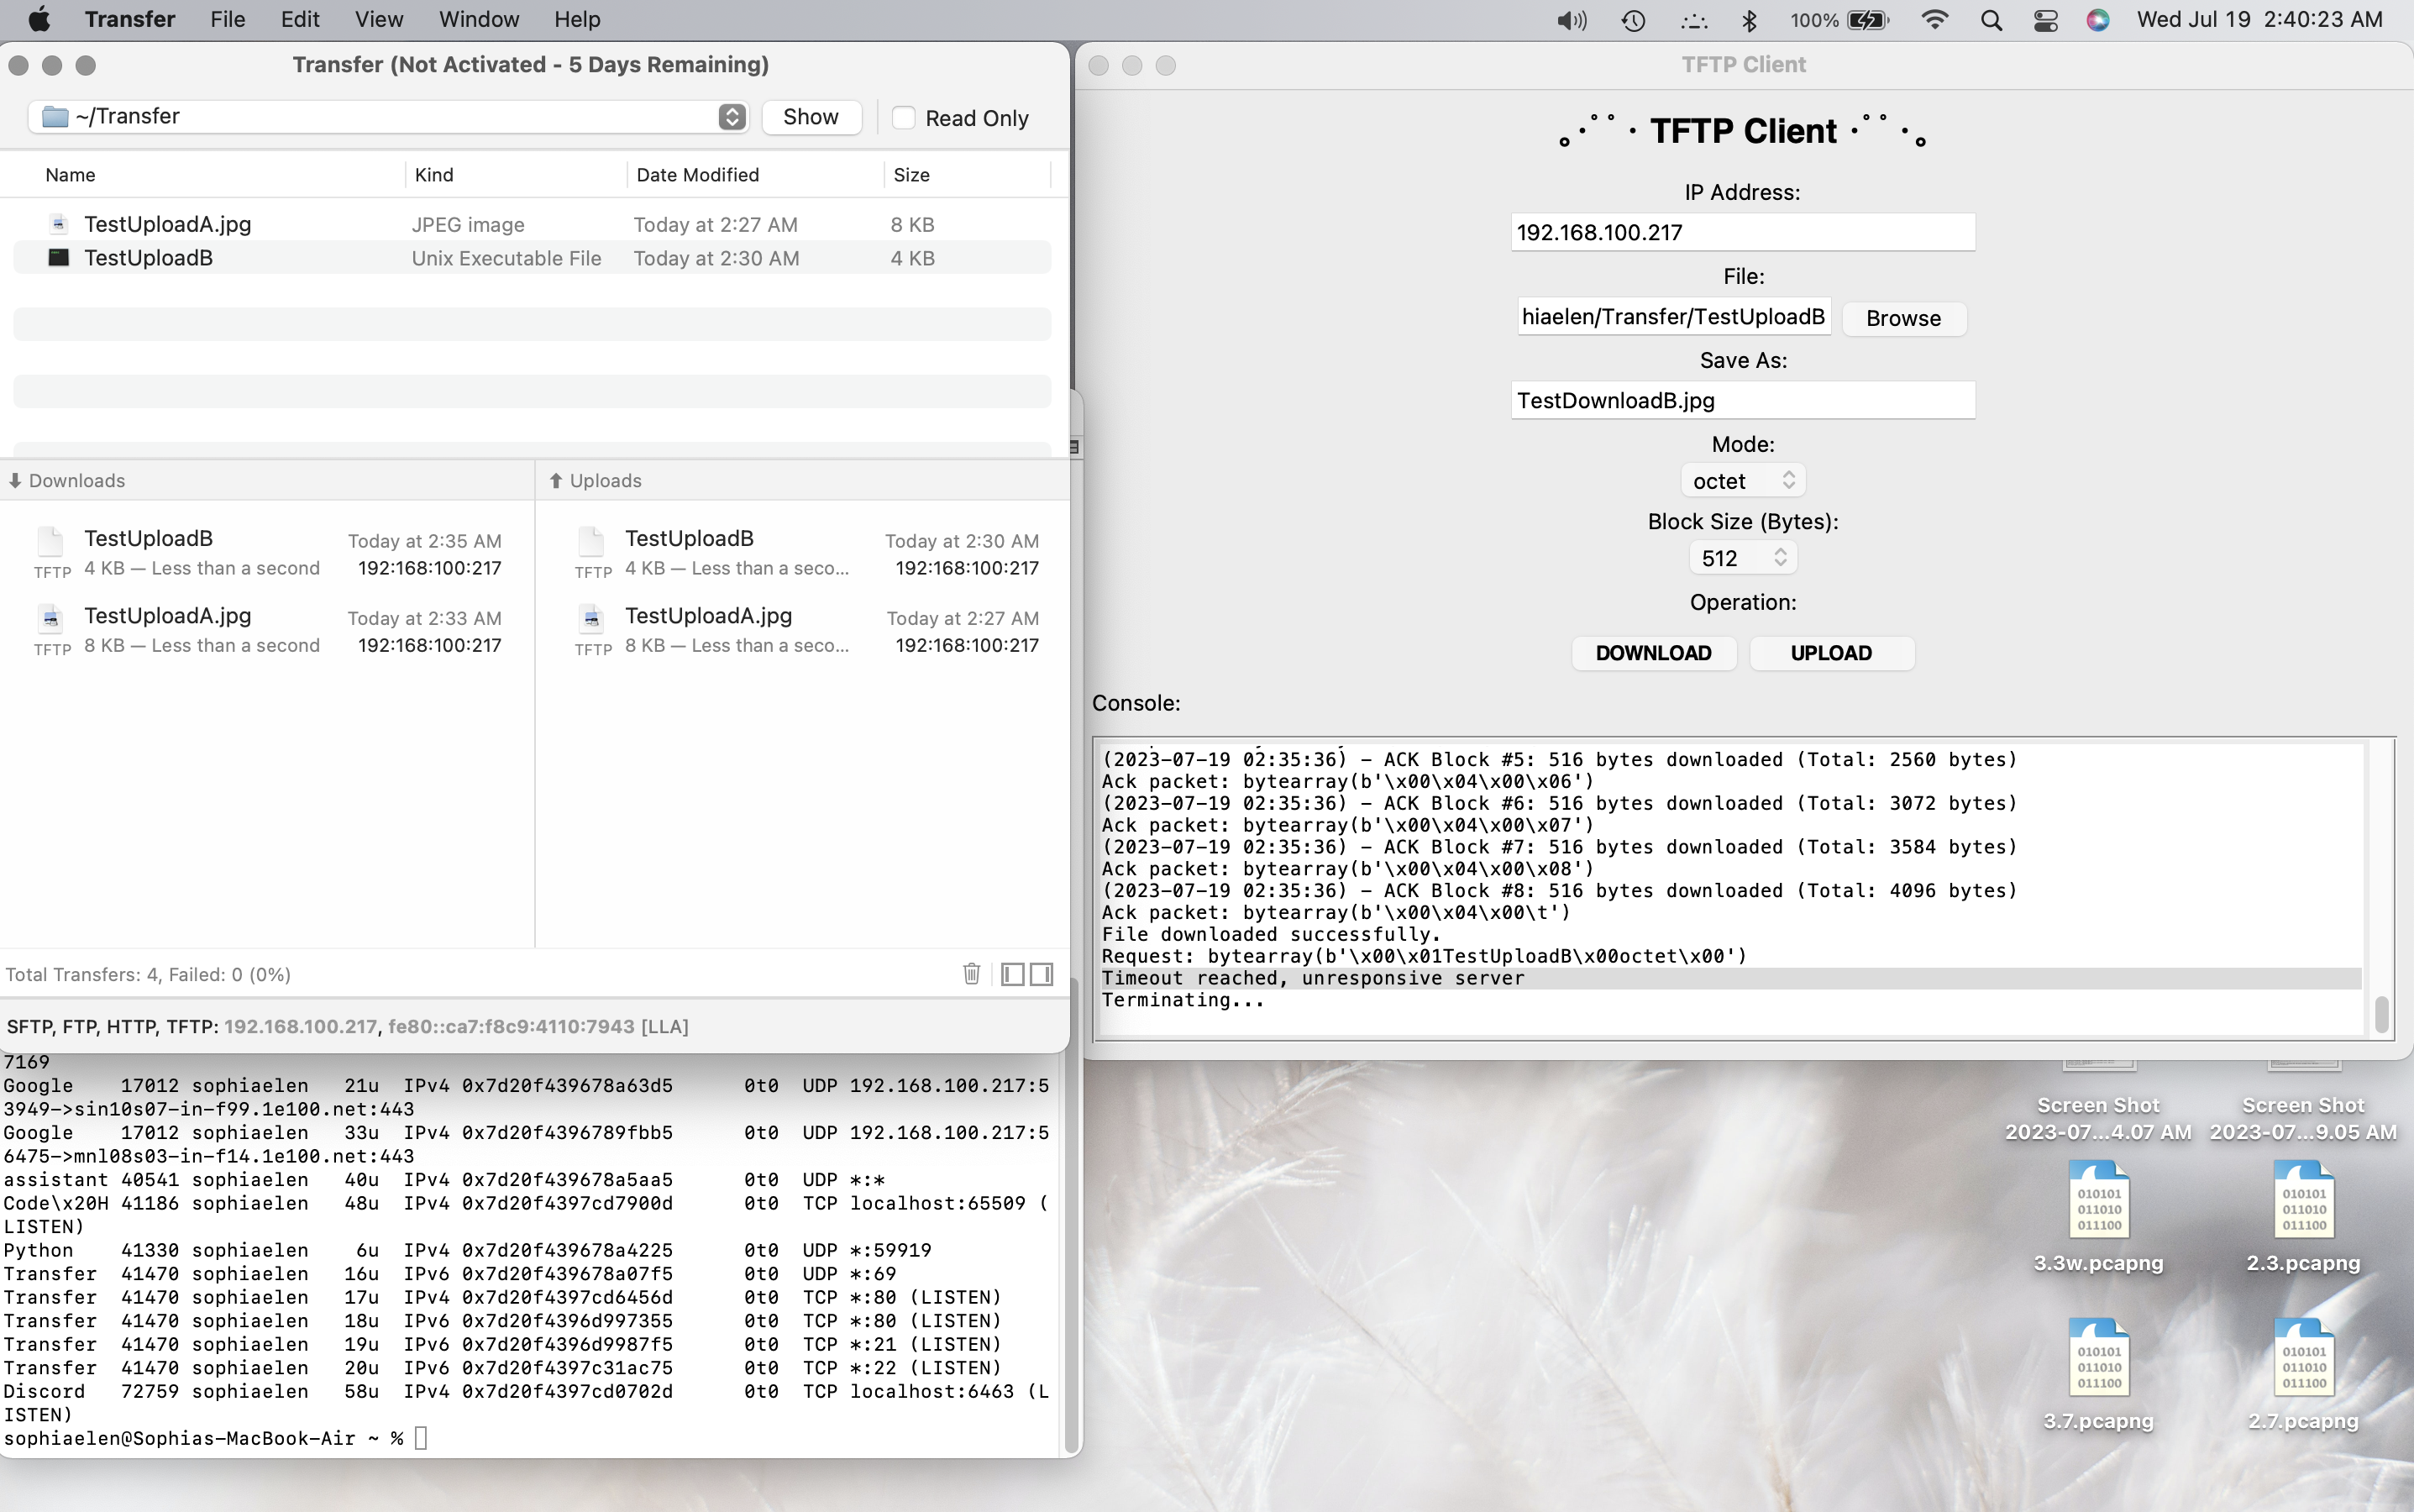 Transfer File Edit View Window Help 100% Wed Jul 19 2:40:23 AM
Transfer (Not Activated - 5 Days Remaining)
~/Transfer Show Read Only
Name Kind Date Modified Size
TestUploadA.jpg JPEG image Today at 2:27 AM 8 KB
TestUploadB Unix Executable File Today at 2:30 AM 4 KB
Downloads
TestUploadB Today at 2:35 AM
TFTP 4 KB — Less than a second 192:168:100:217
TestUploadA.jpg Today at 2:33 AM
TFTP 8 KB — Less than a second 192:168:100:217
Uploads
TestUploadB Today at 2:30 AM
TFTP 4 KB — Less than a seco... 192:168:100:217
TestUploadA.jpg Today at 2:27 AM
TFTP 8 KB — Less than a seco... 192:168:100:217
Total Transfers: 4, Failed: 0 (0%)
SFTP, FTP, HTTP, TFTP: 192.168.100.217, fe80::ca7:f8c9:4110:7943 [LLA]
7169
Google 17012 sophiaelen 21u IPv4 0x7d20f439678a63d5 0t0 UDP 192.168.100.217:5
3949->sin10s07-in-f99.1e100.net:443
Google 17012 sophiaelen 33u IPv4 0x7d20f4396789fbb5 0t0 UDP 192.168.100.217:5
6475->mnl08s03-in-f14.1e100.net:443
assistant 40541 sophiaelen 40u IPv4 0x7d20f439678a5aa5 0t0 UDP *:*
Code\x20H 41186 sophiaelen 48u IPv4 0x7d20f4397cd7900d 0t0 TCP localhost:65509 (
LISTEN)
Python 41330 sophiaelen 6u IPv4 0x7d20f439678a4225 0t0 UDP *:59919
Transfer 41470 sophiaelen 16u IPv6 0x7d20f439678a07f5 0t0 UDP *:69
Transfer 41470 sophiaelen 17u IPv4 0x7d20f4397cd6456d 0t0 TCP *:80 (LISTEN)
Transfer 41470 sophiaelen 18u IPv6 0x7d20f4396d997355 0t0 TCP *:80 (LISTEN)
Transfer 41470 sophiaelen 19u IPv6 0x7d20f4396d9987f5 0t0 TCP *:21 (LISTEN)
Transfer 41470 sophiaelen 20u IPv6 0x7d20f4397c31ac75 0t0 TCP *:22 (LISTEN)
Discord 72759 sophiaelen 58u IPv4 0x7d20f4397cd0702d 0t0 TCP localhost:6463 (L
ISTEN)
sophiaelen@Sophias-MacBook-Air ~ %
TFTP Client
｡･ﾟﾟ･ TFTP Client ･ﾟﾟ･｡
IP Address:
192.168.100.217
File:
hiaelen/Transfer/TestUploadB Browse
Save As:
TestDownloadB.jpg
Mode:
octet
Block Size (Bytes):
512
Operation:
DOWNLOAD UPLOAD
Console:
(2023-07-19 02:35:36) - ACK Block #5: 516 bytes downloaded (Total: 2560 bytes)
Ack packet: bytearray(b'\x00\x04\x00\x06')
(2023-07-19 02:35:36) - ACK Block #6: 516 bytes downloaded (Total: 3072 bytes)
Ack packet: bytearray(b'\x00\x04\x00\x07')
(2023-07-19 02:35:36) - ACK Block #7: 516 bytes downloaded (Total: 3584 bytes)
Ack packet: bytearray(b'\x00\x04\x00\x08')
(2023-07-19 02:35:36) - ACK Block #8: 516 bytes downloaded (Total: 4096 bytes)
Ack packet: bytearray(b'\x00\x04\x00\t')
File downloaded successfully.
Request: bytearray(b'\x00\x01TestUploadB\x00octet\x00')
Timeout reached, unresponsive server
Terminating...
Screen Shot
2023-07...4.07 AM
Screen Shot
2023-07...9.05 AM
010101
011010
011100
3.3w.pcapng
010101
011010
011100
2.3.pcapng
010101
011010
011100
3.7.pcapng
010101
011010
011100
2.7.pcapng